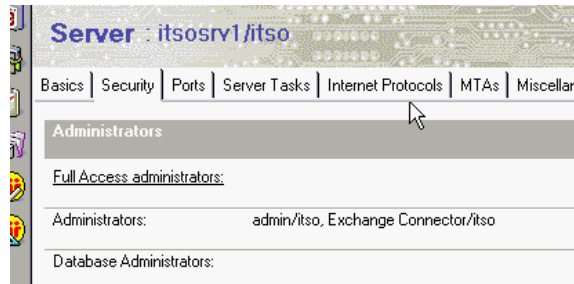 Server : itsosrv1/itso
Basics Security Ports Server Tasks Internet Protocols MTAs
Administrators
Full Access administrators:
Administrators: admin/itso, Exchange Connector/itso
Database Administrators: